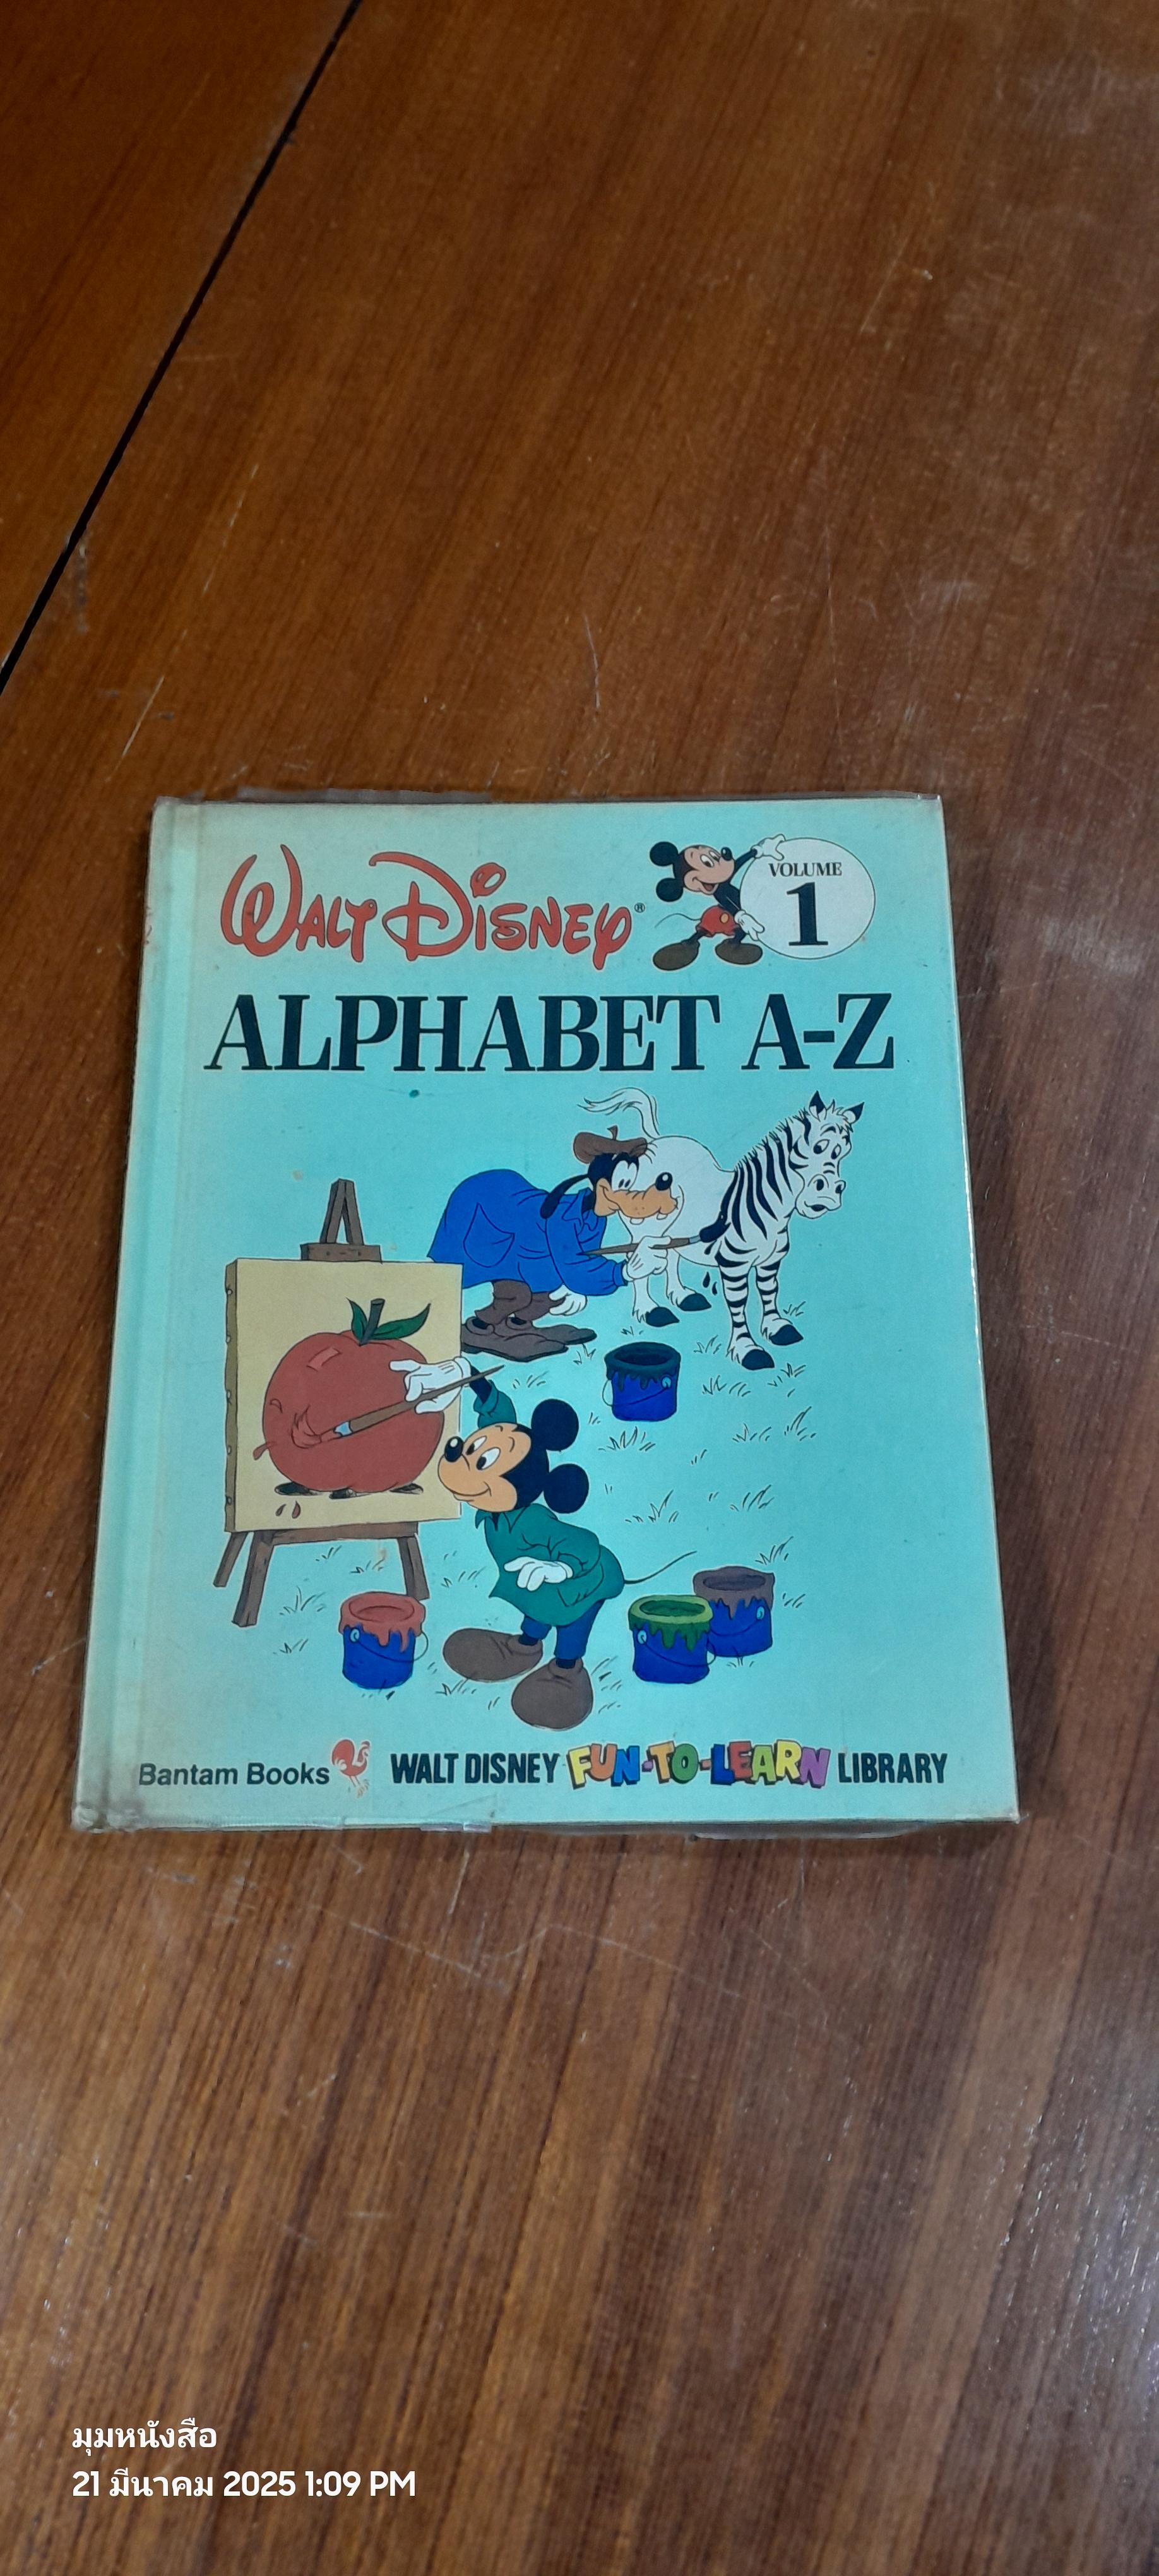 WALT DISNEY®
VOLUME
1
ALPHABET A-Z
Bantam Books WALT DISNEY FUN-TO-LEARN LIBRARY
มุมหนังสือ
21 มีนาคม 2025 1:09 PM